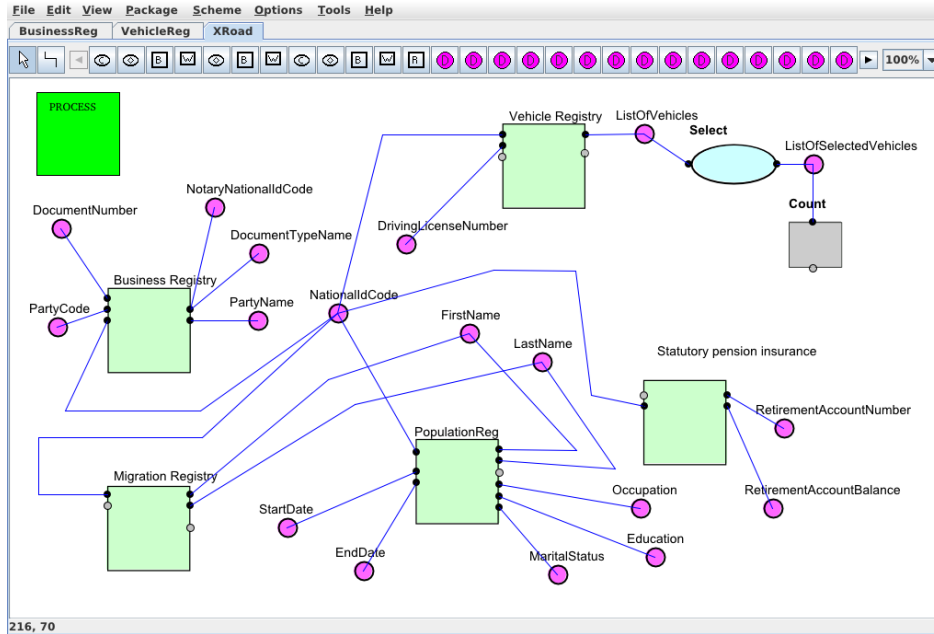 File Edit View Package Scheme Options Tools Help
BusinessReg VehicleReg XRoad
B W B W B W R D D D D D D D D D D D D D D D 100%
PROCESS
Vehicle Registry
ListOfVehicles
Select
ListOfSelectedVehicles
NotaryNationalIdCode
DocumentNumber
Count
DrivingLicenseNumber
DocumentTypeName
Business Registry
NationalIdCode
PartyCode
PartyName
FirstName
LastName
Statutory pension insurance
RetirementAccountNumber
PopulationReg
Migration Registry
Occupation
RetirementAccountBalance
StartDate
Education
EndDate
MaritalStatus
216, 70